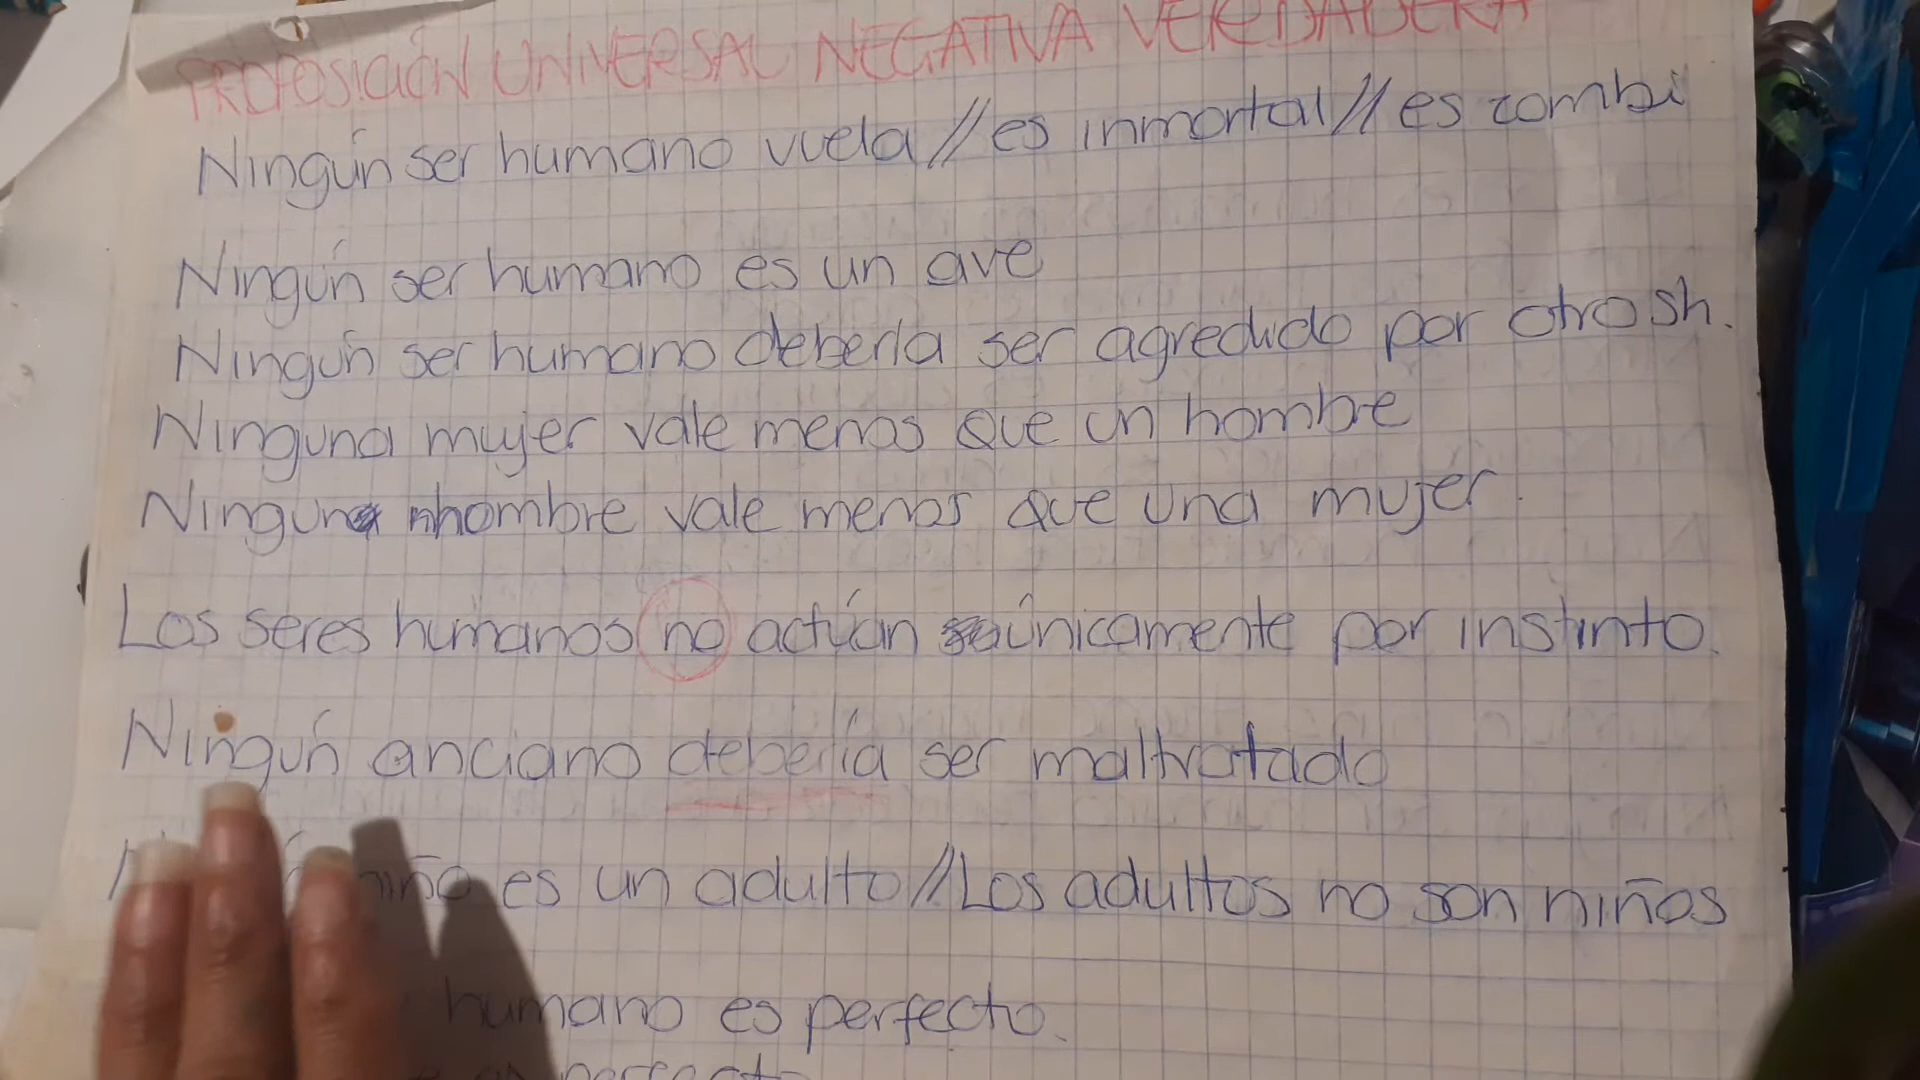 PROPOSICIÓN UNIVERSAL NEGATIVA VERDADERA
Ningún ser humano vuela // es inmortal // es zombi
Ningún ser humano es un ave
Ningún ser humano debería ser agredido por otro sh.
Ninguna mujer vale menos que un hombre
Ningun hombre vale menos que una mujer.
Los seres humanos no actúan únicamente por instinto.
Ningún anciano debería ser maltratado
niño es un adulto // Los adultos no son niños
humano es perfecto.